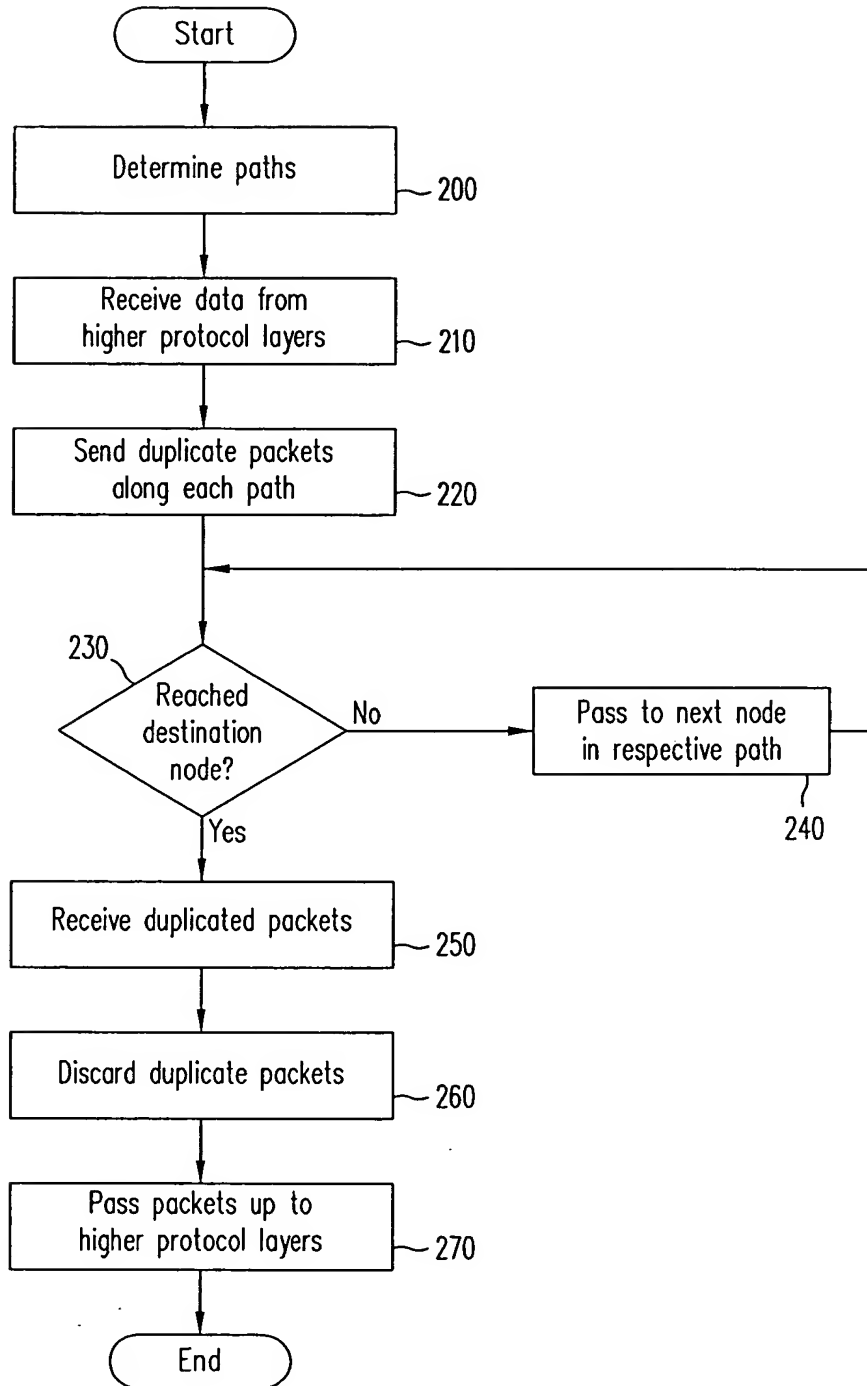 Start
Determine paths
200
Receive data from
higher protocol layers
210
Send duplicate packets
along each path
220
230
Reached
destination
node?
No
Pass to next node
in respective path
240
Yes
Receive duplicated packets
250
Discard duplicate packets
260
Pass packets up to
higher protocol layers
270
End